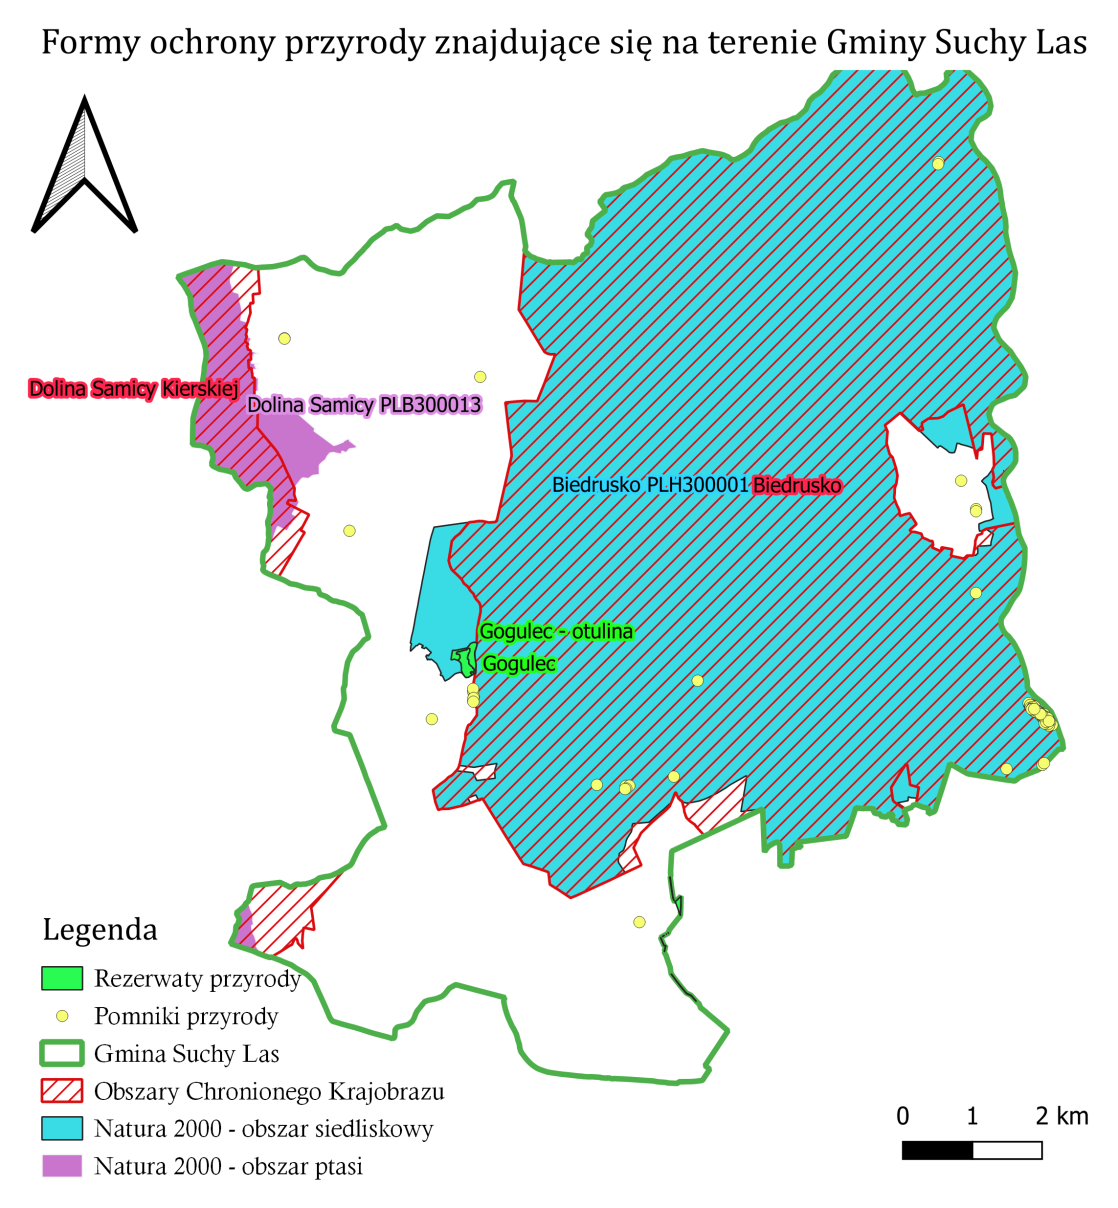 Formy ochrony przyrody znajdujące się na terenie Gminy Suchy Las
Dolina Samicy Kierskiej
Dolina Samicy PLB300013
Biedrusko PLH300001
Biedrusko
Gogulec - otulina
Gogulec
Legenda
Rezerwaty przyrody
Pomniki przyrody
Gmina Suchy Las
Obszary Chronionego Krajobrazu
Natura 2000 - obszar siedliskowy
Natura 2000 - obszar ptasi
0 1 2 km